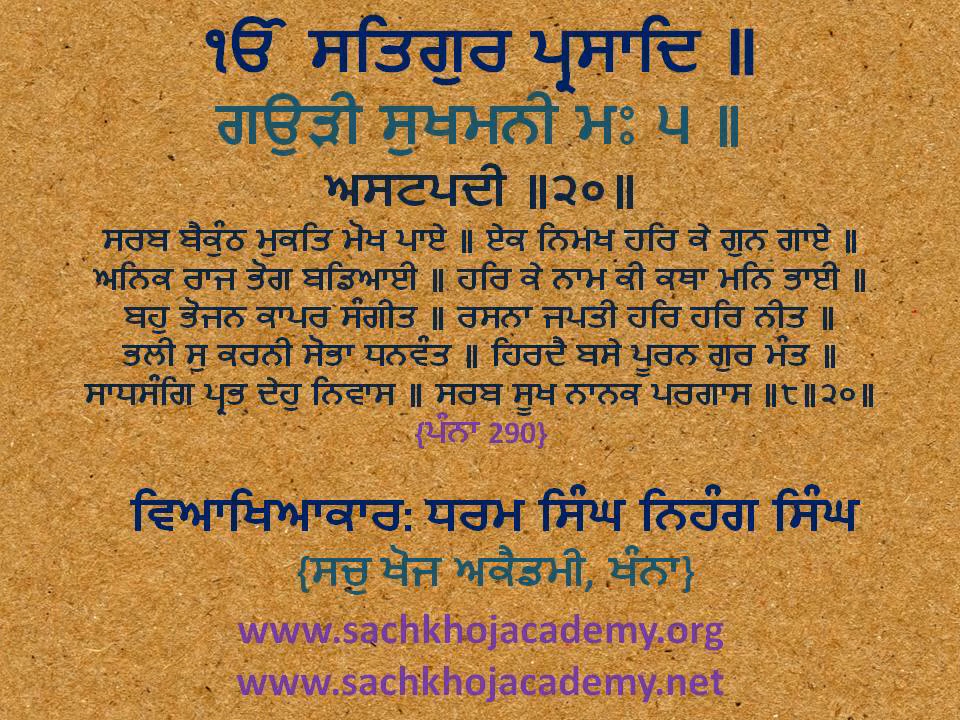 ੴ ਸਤਿਗੁਰ ਪ੍ਰਸਾਦਿ ॥
ਗਉੜੀ ਸੁਖਮਨੀ ਮਃ ੫ ॥
ਅਸਟਪਦੀ ॥੨੦॥
ਸਰਬ ਬੈਕੁੰਠ ਮੁਕਤਿ ਮੋਖ ਪਾਏ ॥ ਏਕ ਨਿਮਖ ਹਰਿ ਕੇ ਗੁਨ ਗਾਏ ॥
ਅਨਿਕ ਰਾਜ ਭੋਗ ਬਡਿਆਈ ॥ ਹਰਿ ਕੇ ਨਾਮ ਕੀ ਕਥਾ ਮਨਿ ਭਾਈ ॥
ਬਹੁ ਭੋਜਨ ਕਾਪਰ ਸੰਗੀਤ ॥ ਰਸਨਾ ਜਪਤੀ ਹਰਿ ਹਰਿ ਨੀਤ ॥
ਭਲੀ ਸੁ ਕਰਨੀ ਸੋਭਾ ਧਨਵੰਤ ॥ ਹਿਰਦੈ ਬਸੇ ਪੂਰਨ ਗੁਰ ਮੰਤ ॥
ਸਾਧਸੰਗਿ ਪ੍ਰਭ ਦੇਹੁ ਨਿਵਾਸ ॥ ਸਰਬ ਸੂਖ ਨਾਨਕ ਪਰਗਾਸ ॥੮॥੨੦॥
{ਪੰਨਾ 290}
ਵਿਆਖਿਆਕਾਰ: ਧਰਮ ਸਿੰਘ ਨਿਹੰਗ ਸਿੰਘ
{ਸਚੁ ਖੋਜ ਅਕੈਡਮੀ, ਖੰਨਾ}
www.sachkhojacademy.org
www.sachkhojacademy.net